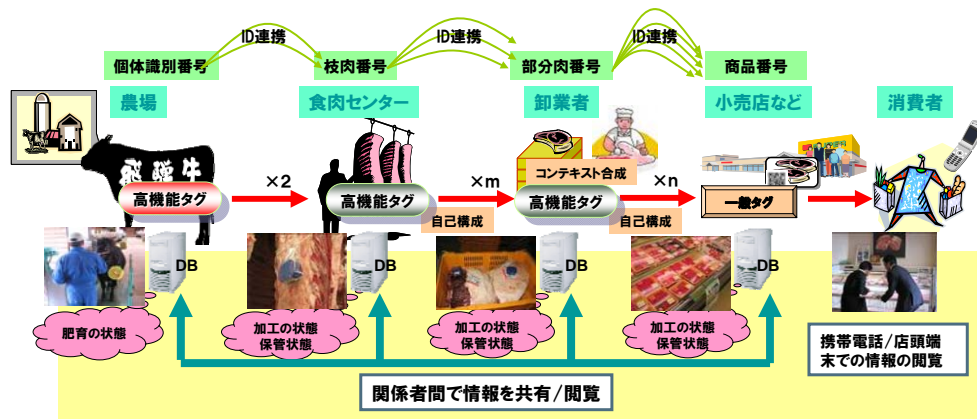 ID連携
ID連携
ID連携
個体識別番号
枝肉番号
部分肉番号
商品番号
農場
食肉センター
卸業者
小売店など
消費者
飛騨牛
コンテキスト合成
×2
×m
×n
高機能タグ
高機能タグ
高機能タグ
一般タグ
自己構成
自己構成
DB
DB
DB
DB
肥育の状態
加工の状態
保管状態
加工の状態
保管状態
加工の状態
保管状態
携帯電話/店頭端
末での情報の閲覧
関係者間で情報を共有/閲覧